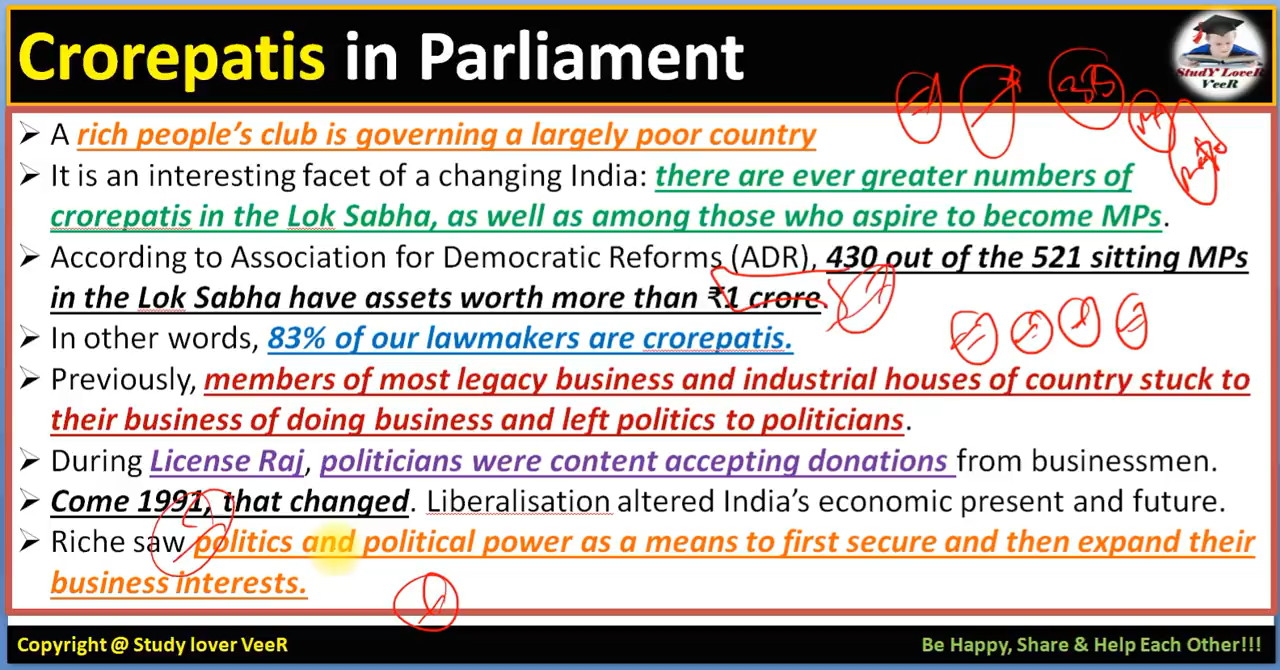 Crorepatis in Parliament
StudY LoveR
VeeR
➤ A rich people's club is governing a largely poor country
➤ It is an interesting facet of a changing India: there are ever greater numbers of
crorepatis in the Lok Sabha, as well as among those who aspire to become MPs.
➤ According to Association for Democratic Reforms (ADR), 430 out of the 521 sitting MPs
in the Lok Sabha have assets worth more than ₹1 crore.
➤ In other words, 83% of our lawmakers are crorepatis.
➤ Previously, members of most legacy business and industrial houses of country stuck to
their business of doing business and left politics to politicians.
➤ During License Raj, politicians were content accepting donations from businessmen.
➤ Come 1991, that changed. Liberalisation altered India's economic present and future.
➤ Riche saw politics and political power as a means to first secure and then expand their
business interests.
Copyright @ Study lover VeeR
Be Happy, Share & Help Each Other!!!